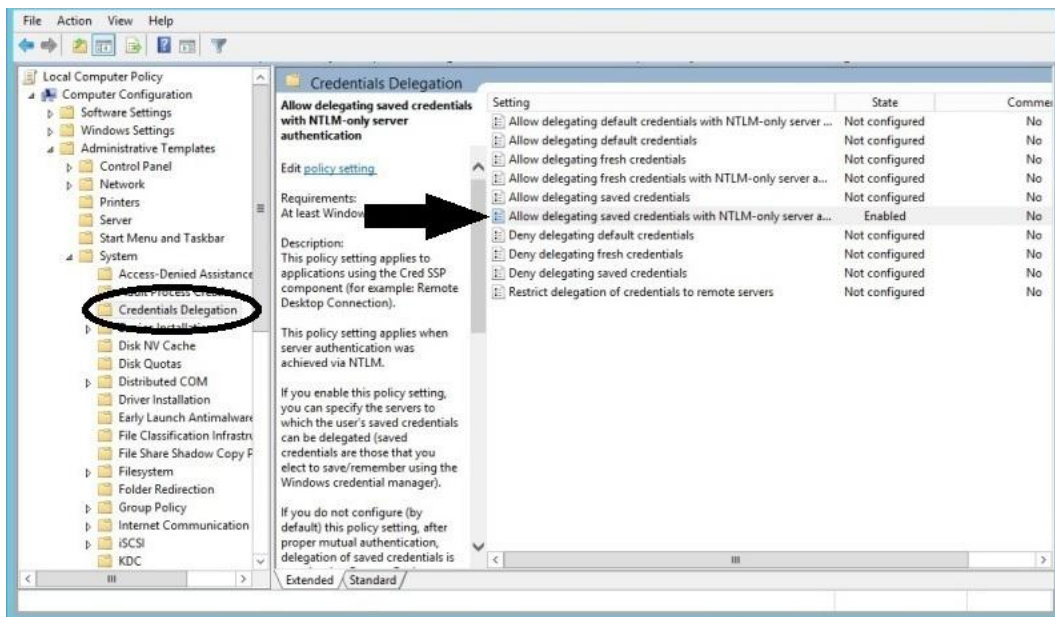 File Action View Help
Local Computer Policy
Computer Configuration
Software Settings
Windows Settings
Administrative Templates
Control Panel
Network
Printers
Server
Start Menu and Taskbar
System
Access-Denied Assistance
Audit Process
Credentials Delegation
Installation
Disk NV Cache
Disk Quotas
Distributed COM
Driver Installation
Early Launch Antimalware
File Classification Infrastru
File Share Shadow Copy P
Filesystem
Folder Redirection
Group Policy
Internet Communication
iSCSI
KDC
Credentials Delegation
Allow delegating saved credentials
with NTLM-only server
authentication
Edit policy setting
Requirements:
At least Window
Description:
This policy setting applies to
applications using the Cred SSP
component (for example: Remote
Desktop Connection).
This policy setting applies when
server authentication was
achieved via NTLM.
If you enable this policy setting,
you can specify the servers to
which the user's saved credentials
can be delegated (saved
credentials are those that you
elect to save/remember using the
Windows credential manager).
If you do not configure (by
default) this policy setting, after
proper mutual authentication,
delegation of saved credentials is
Setting State Comme
Allow delegating default credentials with NTLM-only server ... Not configured No
Allow delegating default credentials Not configured No
Allow delegating fresh credentials Not configured No
Allow delegating fresh credentials with NTLM-only server a... Not configured No
Allow delegating saved credentials Not configured No
Allow delegating saved credentials with NTLM-only server a... Enabled No
Deny delegating default credentials Not configured No
Deny delegating fresh credentials Not configured No
Deny delegating saved credentials Not configured No
Restrict delegation of credentials to remote servers Not configured No
Extended Standard